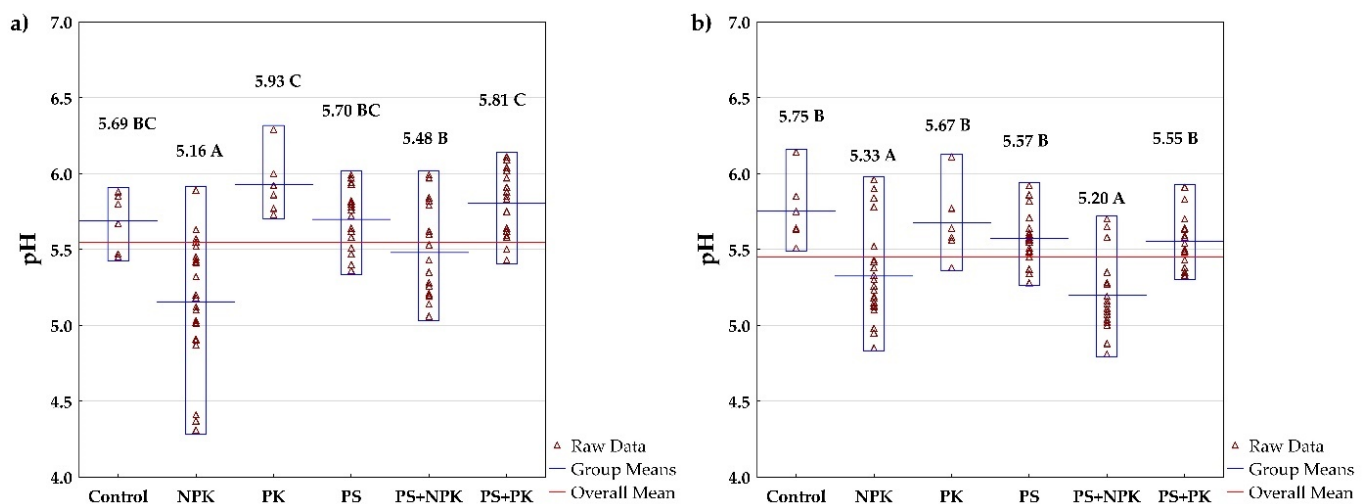 a)
pH
7.0
6.5
6.0
5.5
5.0
4.5
4.0
5.69 BC
5.16 A
5.93 C
5.70 BC
5.48 B
5.81 C
Control NPK PK PS PS+NPK PS+PK
Raw Data
Group Means
Overall Mean
b)
pH
7.0
6.5
6.0
5.5
5.0
4.5
4.0
5.75 B
5.33 A
5.67 B
5.57 B
5.20 A
5.55 B
Control NPK PK PS PS+NPK PS+PK
Raw Data
Group Means
Overall Mean